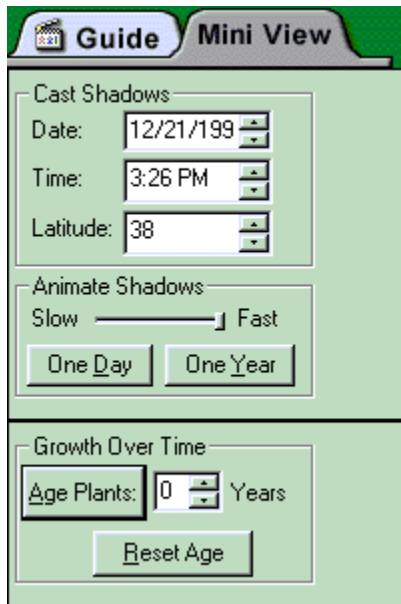 Guide Mini View
Cast Shadows
Date: 12/21/199
Time: 3:26 PM
Latitude: 38
Animate Shadows
Slow Fast
One Day One Year
Growth Over Time
Age Plants: 0 Years
Reset Age